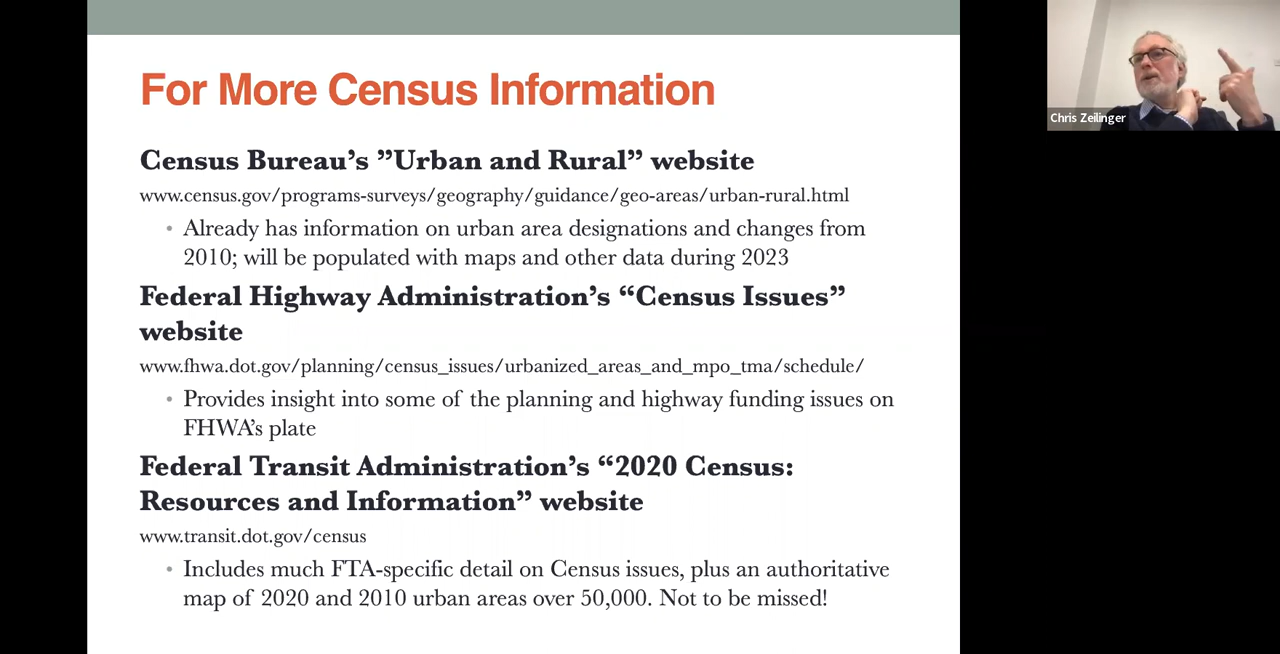 For More Census Information
Census Bureau’s ”Urban and Rural” website
www.census.gov/programs-surveys/geography/guidance/geo-areas/urban-rural.html
• Already has information on urban area designations and changes from
2010; will be populated with maps and other data during 2023
Federal Highway Administration’s “Census Issues”
website
www.fhwa.dot.gov/planning/census_issues/urbanized_areas_and_mpo_tma/schedule/
• Provides insight into some of the planning and highway funding issues on
FHWA’s plate
Federal Transit Administration’s “2020 Census:
Resources and Information” website
www.transit.dot.gov/census
• Includes much FTA-specific detail on Census issues, plus an authoritative
map of 2020 and 2010 urban areas over 50,000. Not to be missed!
Chris Zeilinger